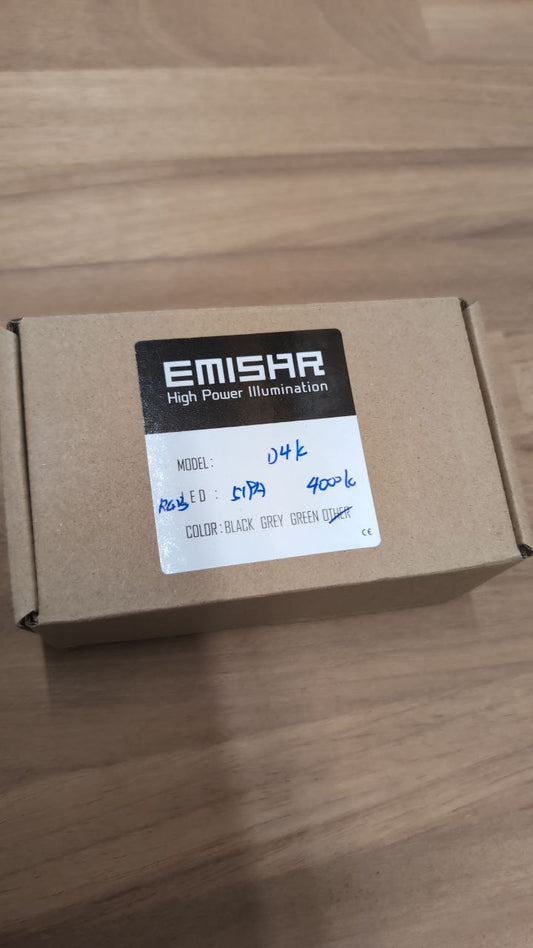 EMISAR
High Power Illumination
MODEL: D4K
LED: 519A 4000K
RGB
COLOR: BLACK GREY GREEN OTHER
CE